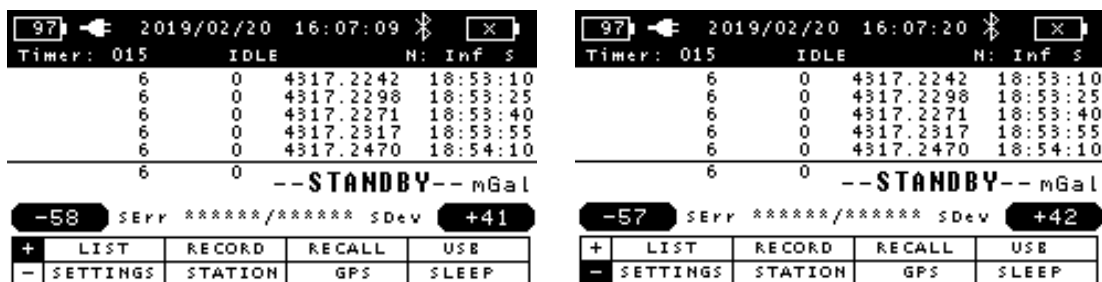 97 2019/02/20 16:07:09 X
Timer: 015 IDLE N: Inf S
6 0 4317.2242 18:53:10
6 0 4317.2298 18:53:25
6 0 4317.2271 18:53:40
6 0 4317.2317 18:53:55
6 0 4317.2470 18:54:10
6 0 --STANDBY-- mGal
-58 SErr ******/****** SDev +41
+ LIST RECORD RECALL USB
- SETTINGS STATION GPS SLEEP
97 2019/02/20 16:07:20 X
Timer: 015 IDLE N: Inf S
6 0 4317.2242 18:53:10
6 0 4317.2298 18:53:25
6 0 4317.2271 18:53:40
6 0 4317.2317 18:53:55
6 0 4317.2470 18:54:10
6 0 --STANDBY-- mGal
-57 SErr ******/****** SDev +42
+ LIST RECORD RECALL USB
- SETTINGS STATION GPS SLEEP